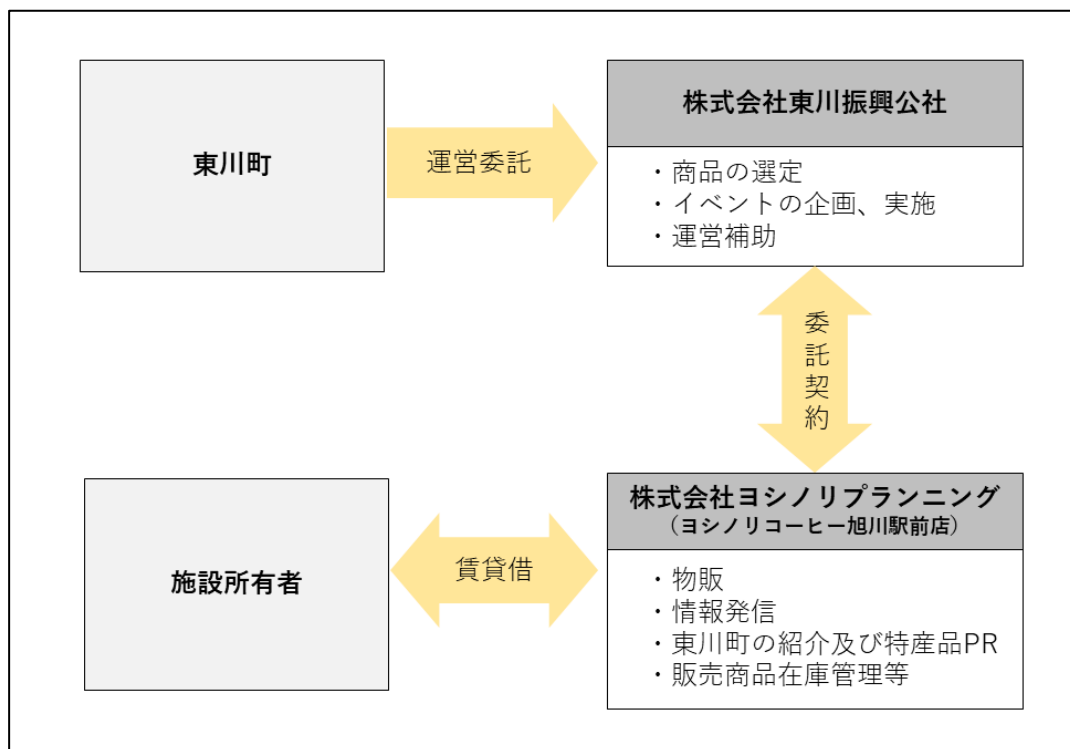 東川町
運営委託
株式会社東川振興公社
・商品の選定
・イベントの企画、実施
・運営補助
委託契約
施設所有者
賃貸借
株式会社ヨシノリプランニング
（ヨシノリコーヒー旭川駅前店）
・物販
・情報発信
・東川町の紹介及び特産品PR
・販売商品在庫管理等